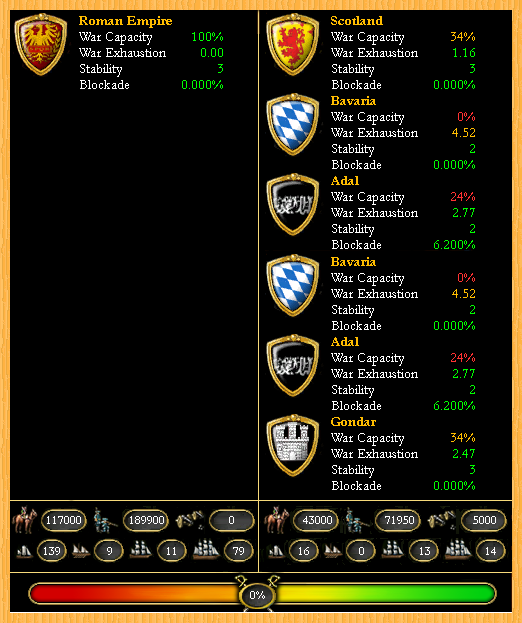 Roman Empire
War Capacity 100%
War Exhaustion 0.00
Stability 3
Blockade 0.000%
Scotland
War Capacity 34%
War Exhaustion 1.16
Stability 3
Blockade 0.000%
Bavaria
War Capacity 0%
War Exhaustion 4.52
Stability 2
Blockade 0.000%
Adal
War Capacity 24%
War Exhaustion 2.77
Stability 2
Blockade 6.200%
Bavaria
War Capacity 0%
War Exhaustion 4.52
Stability 2
Blockade 0.000%
Adal
War Capacity 24%
War Exhaustion 2.77
Stability 2
Blockade 6.200%
Gondar
War Capacity 34%
War Exhaustion 2.47
Stability 3
Blockade 0.000%
117000 189900 0
139 9 11 79
43000 71950 5000
16 0 13 14
0%